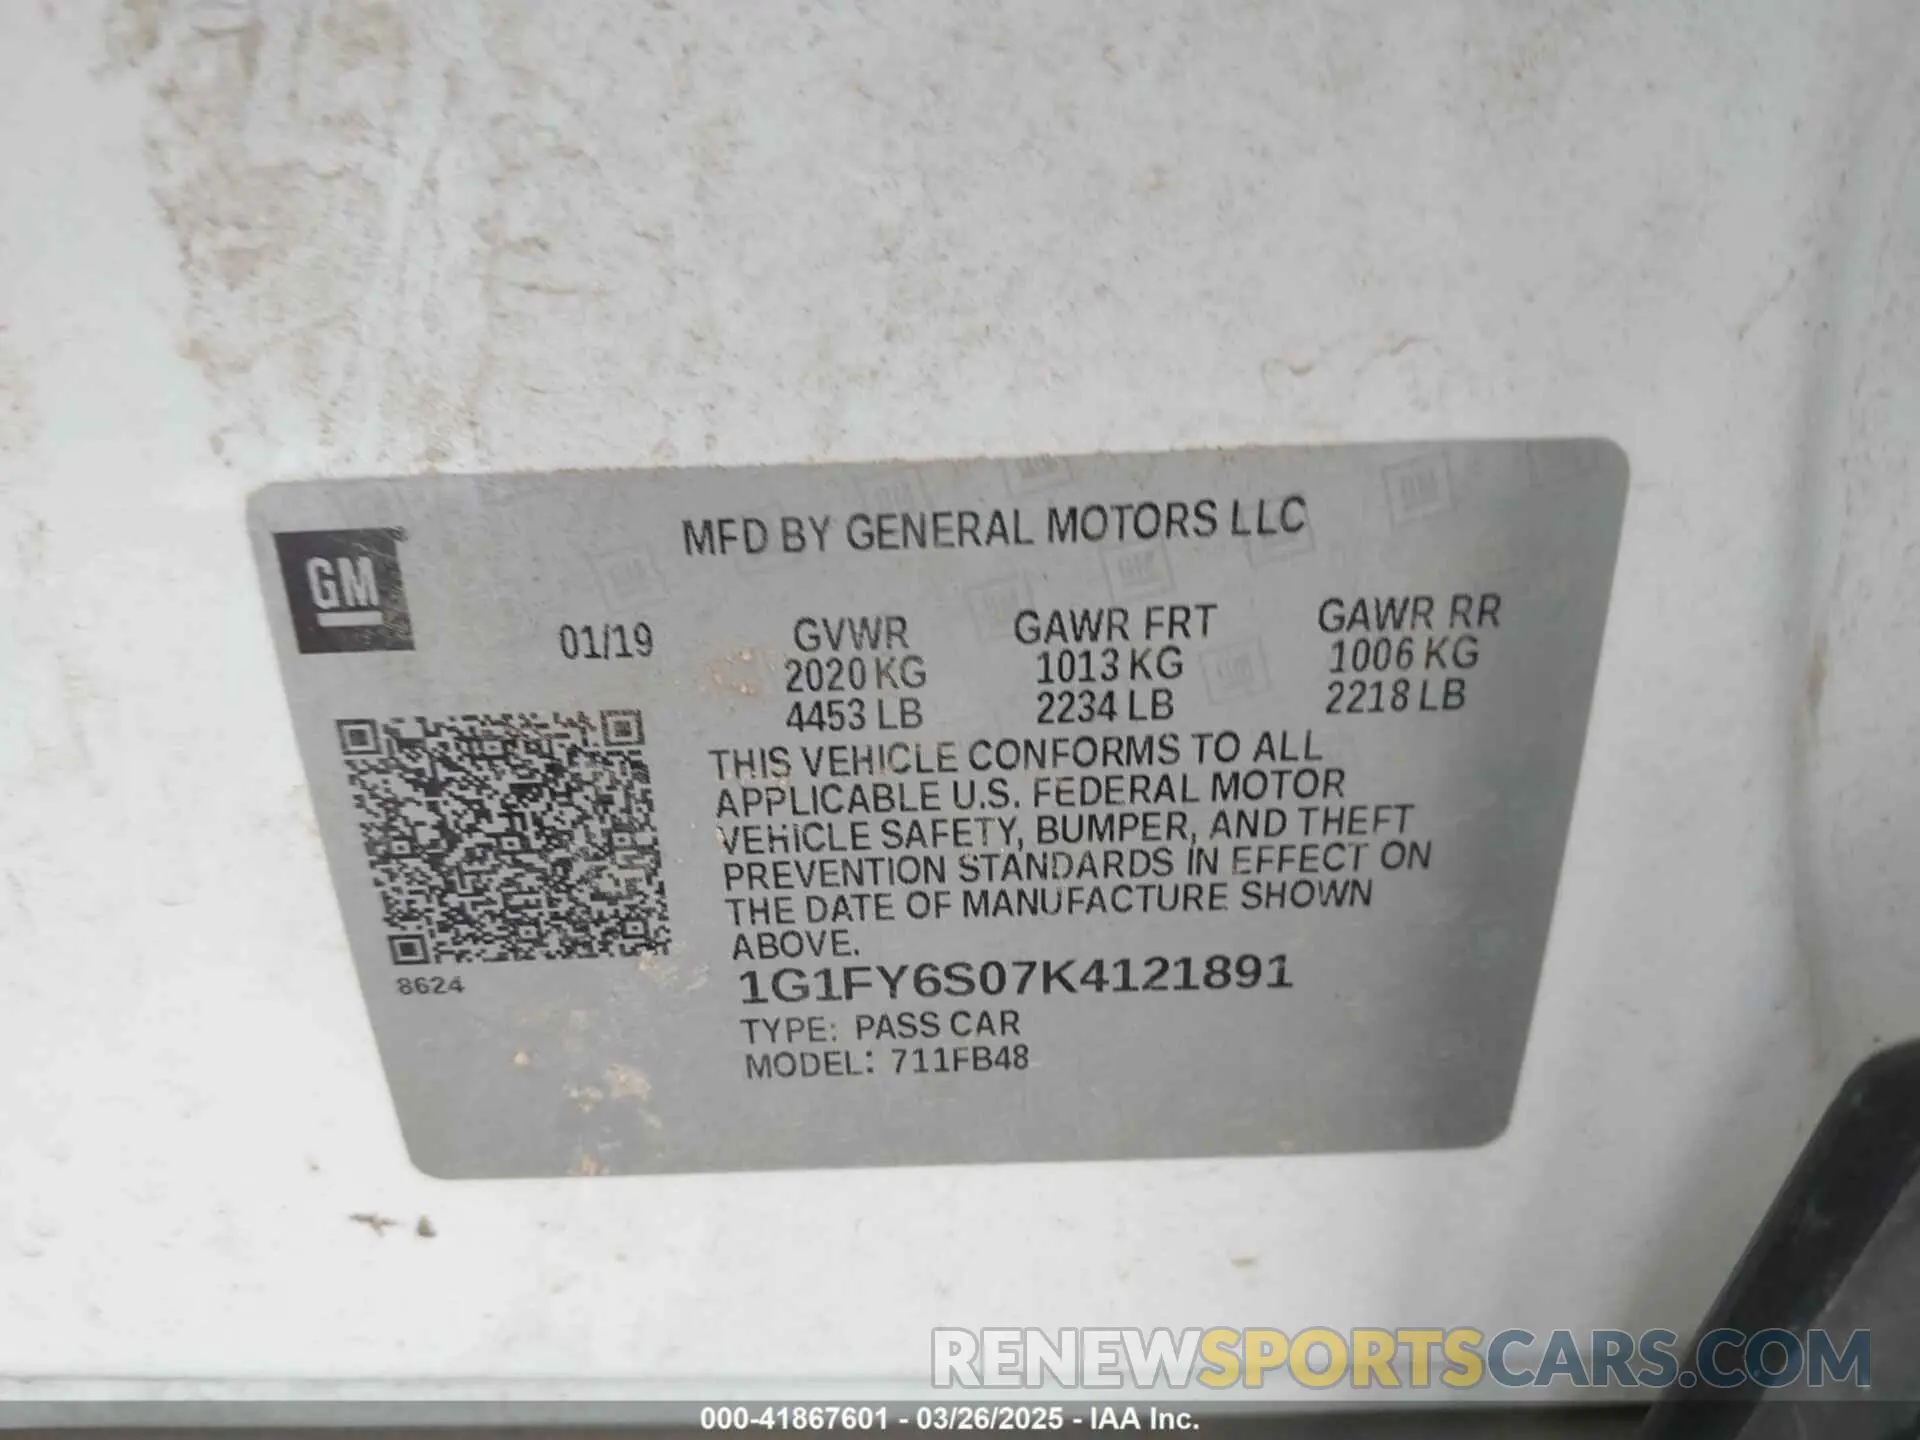 MFD BY GENERAL MOTORS LLC
GM
01/19 GVWR GAWR FRT GAWR RR
2020 KG 1013 KG 1006 KG
4453 LB 2234 LB 2218 LB
THIS VEHICLE CONFORMS TO ALL
APPLICABLE U.S. FEDERAL MOTOR
VEHICLE SAFETY, BUMPER, AND THEFT
PREVENTION STANDARDS IN EFFECT ON
THE DATE OF MANUFACTURE SHOWN
ABOVE.
8624
1G1FY6S07K4121891
TYPE: PASS CAR
MODEL: 711FB48
RENEWSPORTSCARS.COM
000-41867601 - 03/26/2025 - IAA Inc.